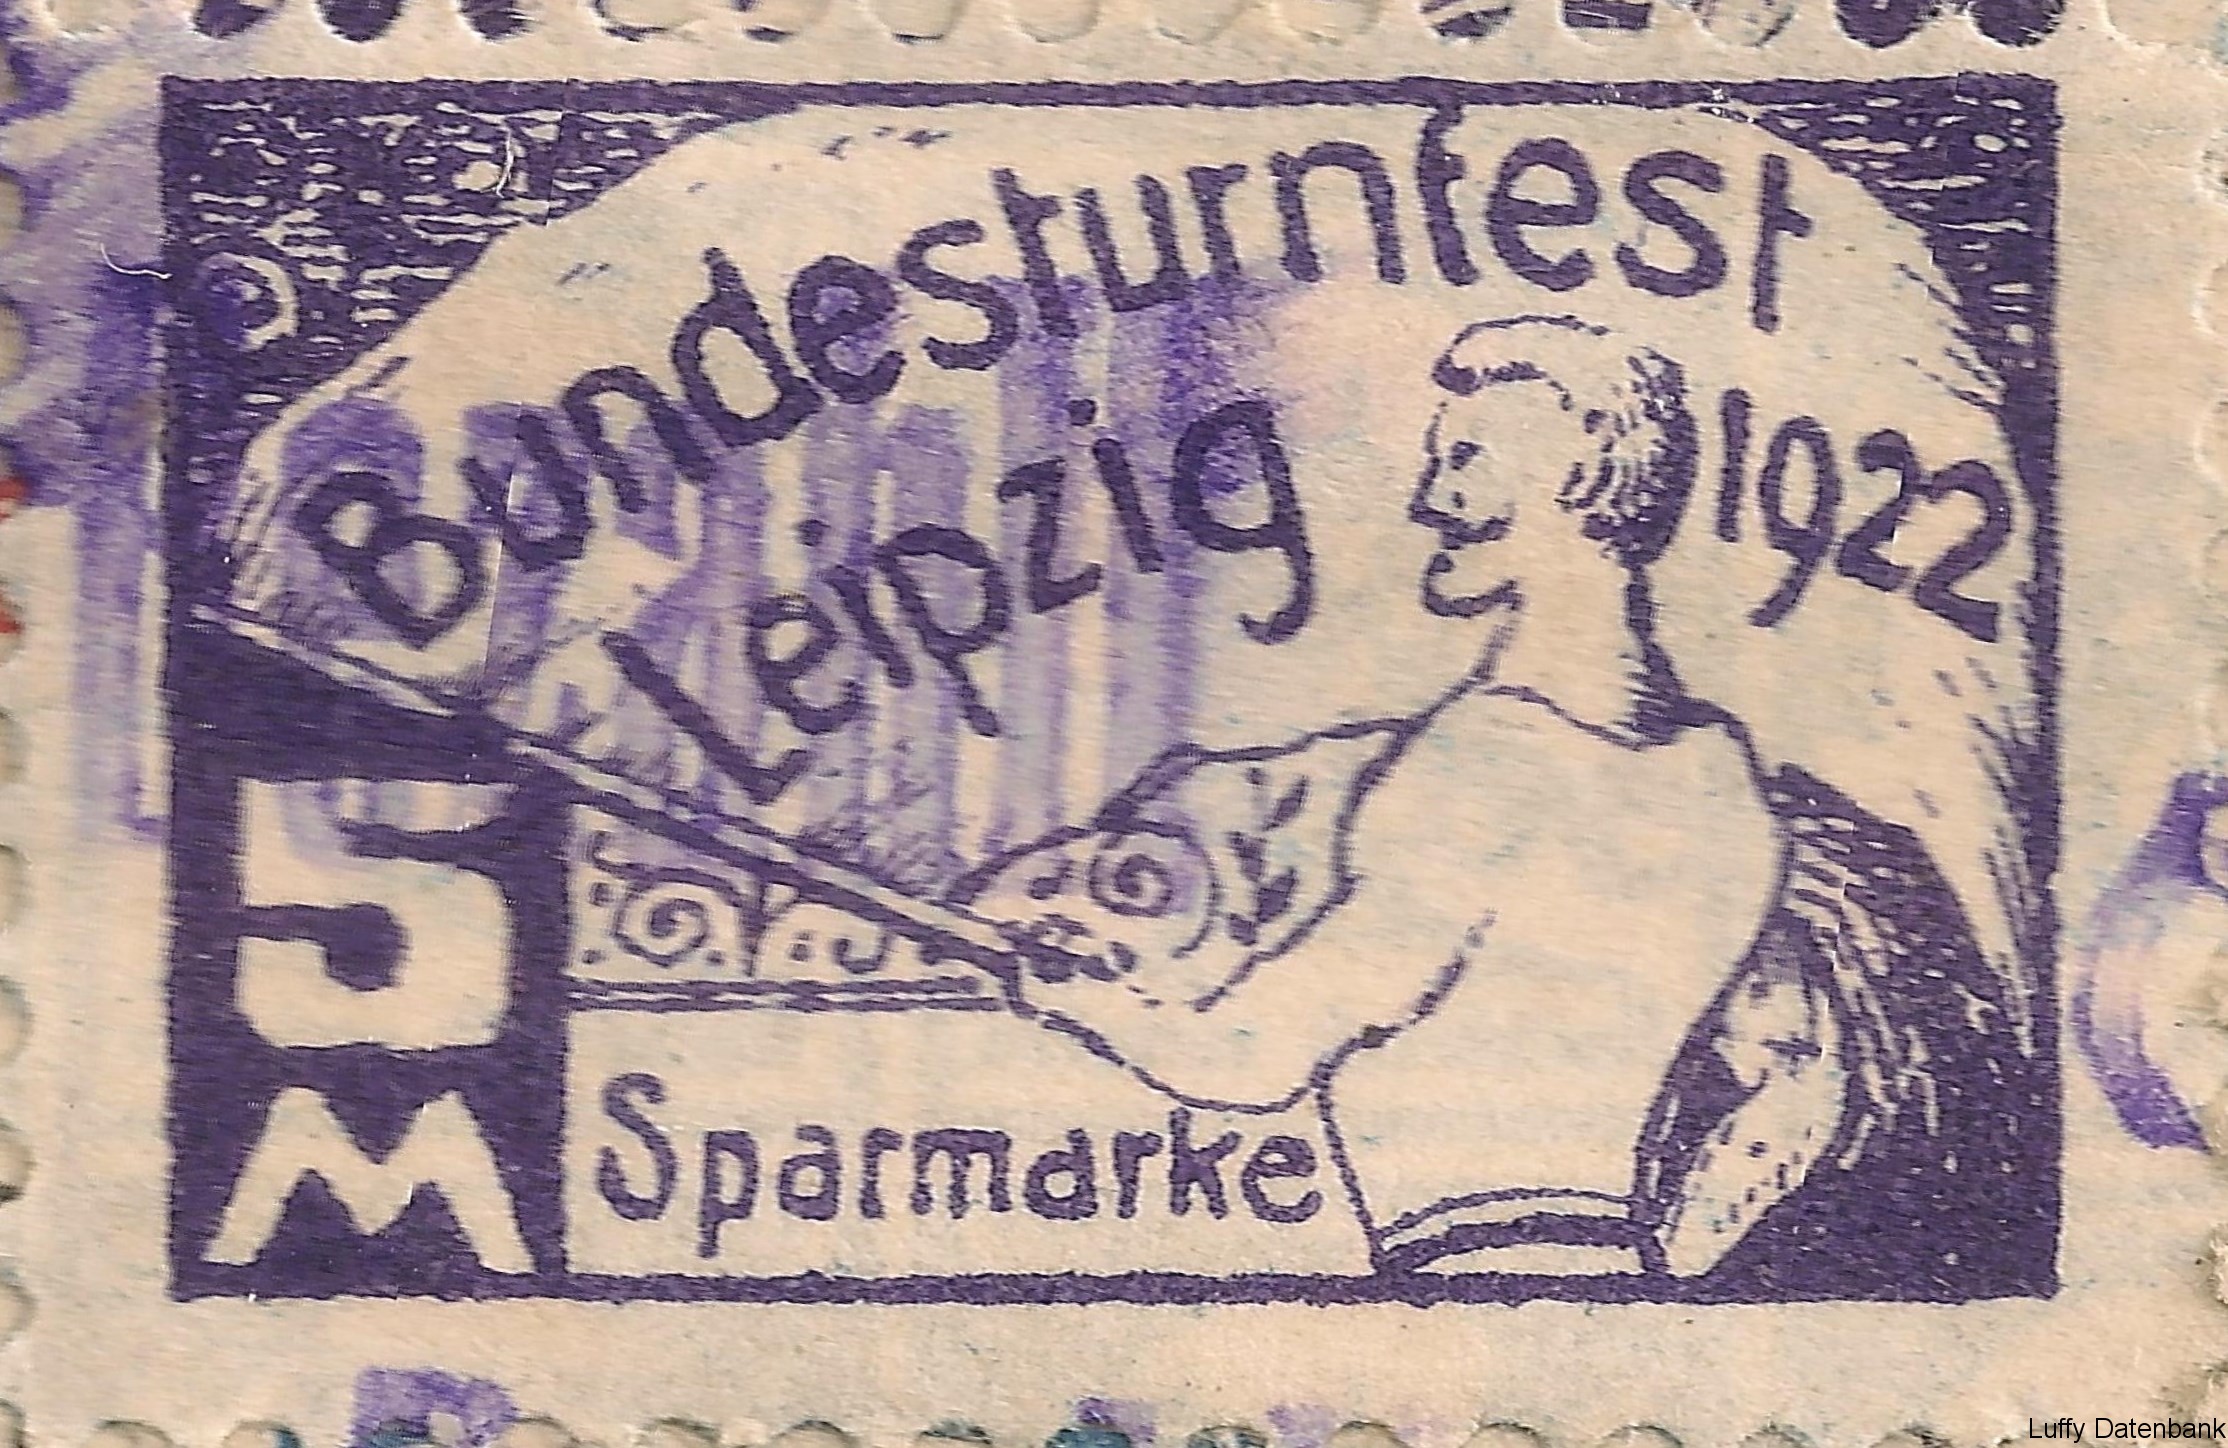 Bundesturnfest
Leipzig
1922
5
M
Sparmarke
Luffy Datenbank